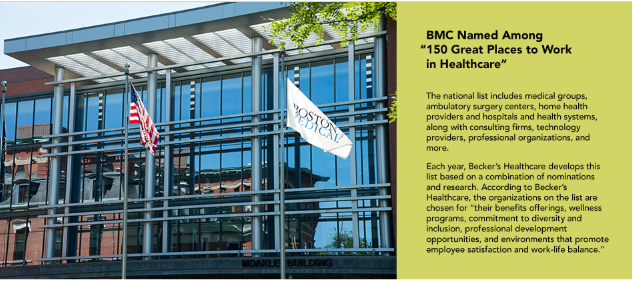 BOSTON
MEDICAL
MOAKLEY BUILDING
BMC Named Among
“150 Great Places to Work
in Healthcare”
The national list includes medical groups,
ambulatory surgery centers, home health
providers and hospitals and health systems,
along with consulting firms, technology
providers, professional organizations, and
more.
Each year, Becker’s Healthcare develops this
list based on a combination of nominations
and research. According to Becker’s
Healthcare, the organizations on the list are
chosen for “their benefits offerings, wellness
programs, commitment to diversity and
inclusion, professional development
opportunities, and environments that promote
employee satisfaction and work-life balance.”